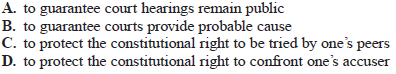 A. to guarantee court hearings remain public
B. to guarantee courts provide probable cause
C. to protect the constitutional right to be tried by one's peers
D. to protect the constitutional right to confront one's accuser